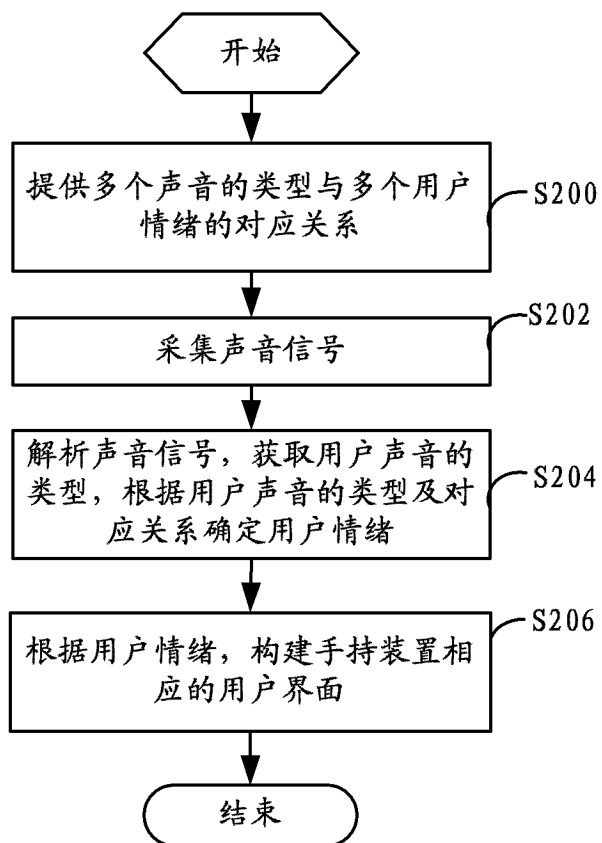 开始
提供多个声音的类型与多个用户
情绪的对应关系
S200
采集声音信号
S202
解析声音信号，获取用户声音的
类型，根据用户声音的类型及对
应关系确定用户情绪
S204
根据用户情绪，构建手持装置相
应的用户界面
S206
结束